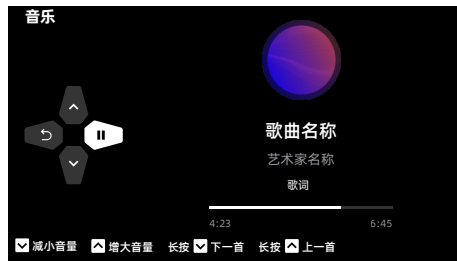 音乐
歌曲名称
艺术家名称
歌词
4:23 6:45
减小音量 增大音量 长按 下一首 长按 上一首